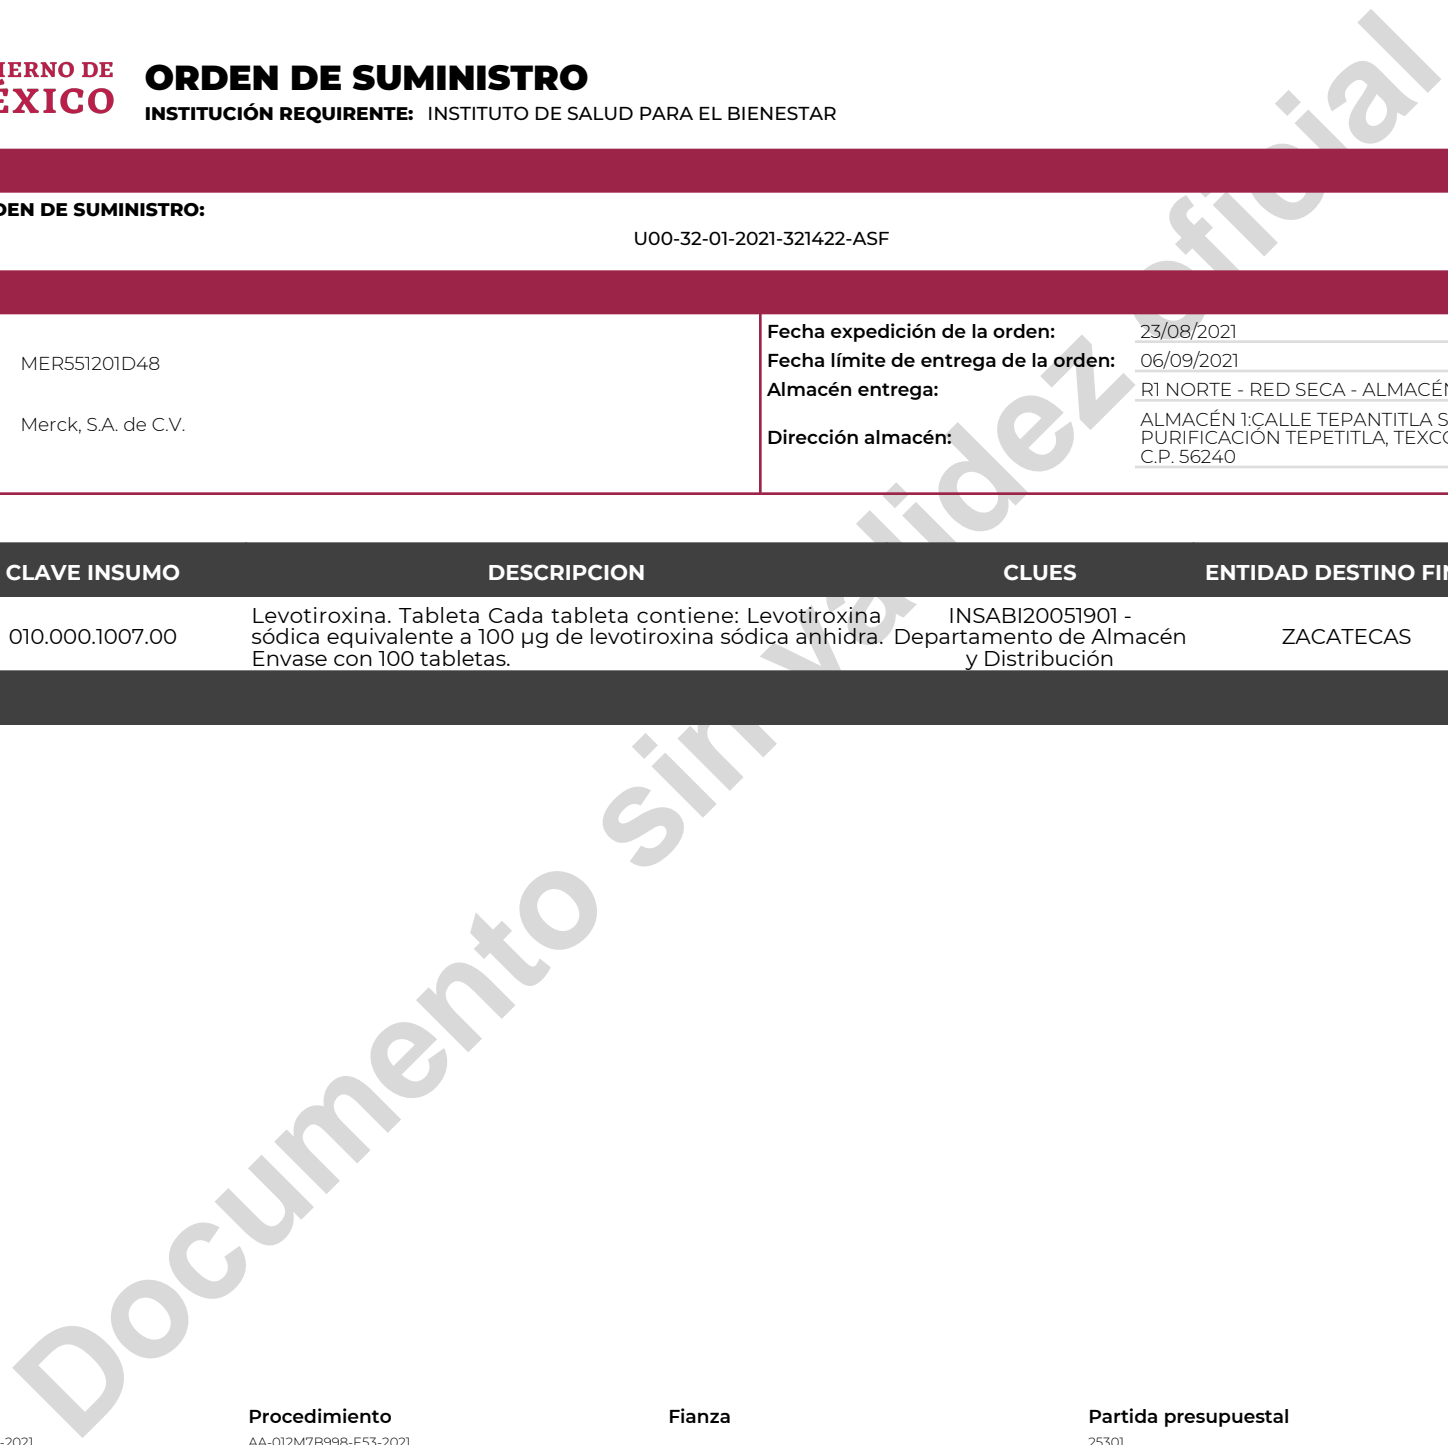 IERNO DE
ÉXICO
ORDEN DE SUMINISTRO
INSTITUCIÓN REQUIRENTE: INSTITUTO DE SALUD PARA EL BIENESTAR
DEN DE SUMINISTRO:
U00-32-01-2021-321422-ASF
MER551201D48
Merck, S.A. de C.V.
Fecha expedición de la orden: 23/08/2021
Fecha límite de entrega de la orden: 06/09/2021
Almacén entrega: R1 NORTE - RED SECA - ALMACÉN
Dirección almacén: ALMACÉN 1:CALLE TEPANTITLA S
PURIFICACIÓN TEPETITLA, TEXCO
C.P. 56240
CLAVE INSUMO DESCRIPCION CLUES ENTIDAD DESTINO FIN
010.000.1007.00
Levotiroxina. Tableta Cada tableta contiene: Levotiroxina
sódica equivalente a 100 µg de levotiroxina sódica anhidra.
Envase con 100 tabletas.
INSABI20051901 -
Departamento de Almacén
y Distribución
ZACATECAS
Documento sin validez oficial
Procedimiento Fianza Partida presupuestal
-2021 AA-012M7B998-E53-2021 25301